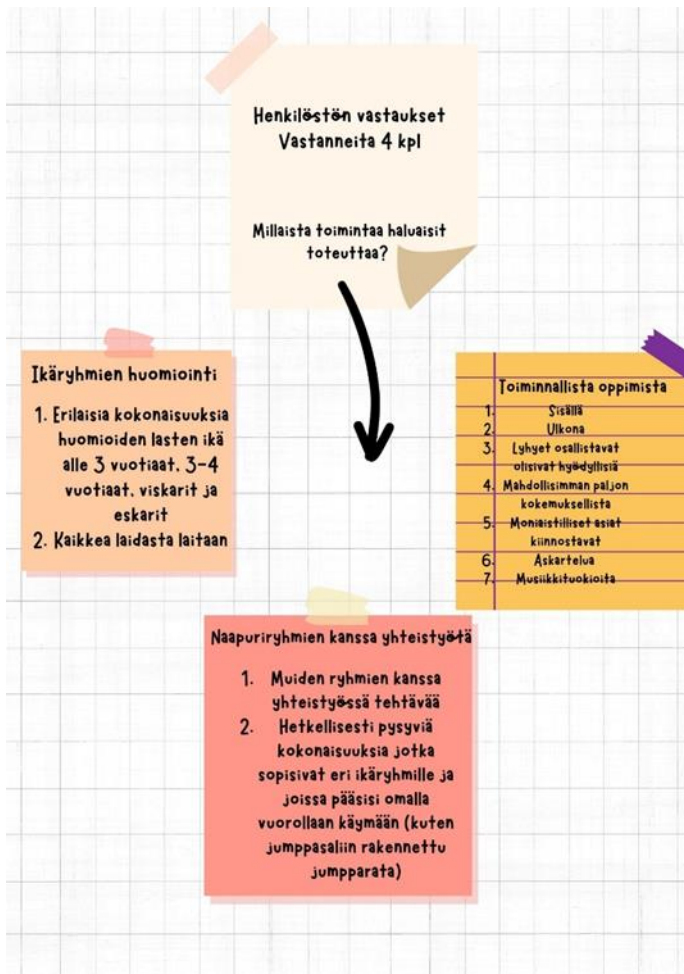 Henkilöstön vastaukset
Vastanneita 4 kpl
Millaista toimintaa haluaisit
toteuttaa?
Ikäryhmien huomiointi
1. Erilaisia kokonaisuuksia
huomioiden lasten ikä
alle 3 vuotiaat, 3-4
vuotiaat, viskarit ja
eskarit
2. Kaikkea laidasta laitaan
Toiminnallista oppimista
1. Sisällä
2. Ulkona
3. Lyhyet osallistavat
olisivat hyödyllisiä
4. Mahdollisimman paljon
kokemuksellista
5. Moniaistilliset asiat
kiinnostavat
6. Askartelua
7. Musiikkituokioita
Naapuriryhmien kanssa yhteistyötä
1. Muiden ryhmien kanssa
yhteistyössä tehtävää
2. Hetkellisesti pysyviä
kokonaisuuksia jotka
sopisivat eri ikäryhmille ja
joissa pääsisi omalla
vuorollaan käymään (kuten
jumppasaliin rakennettu
jumpparata)